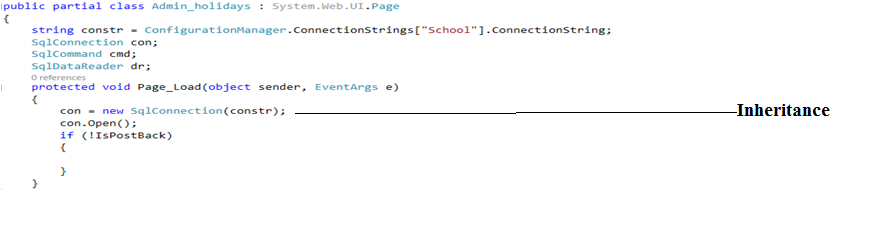 public partial class Admin_holidays : System.Web.UI.Page
{
string constr = ConfigurationManager.ConnectionStrings["School"].ConnectionString;
SqlConnection con;
SqlCommand cmd;
SqlDataReader dr;
0 references
protected void Page_Load(object sender, EventArgs e)
{
con = new SqlConnection(constr); Inheritance
con.Open();
if (!IsPostBack)
{
}
}